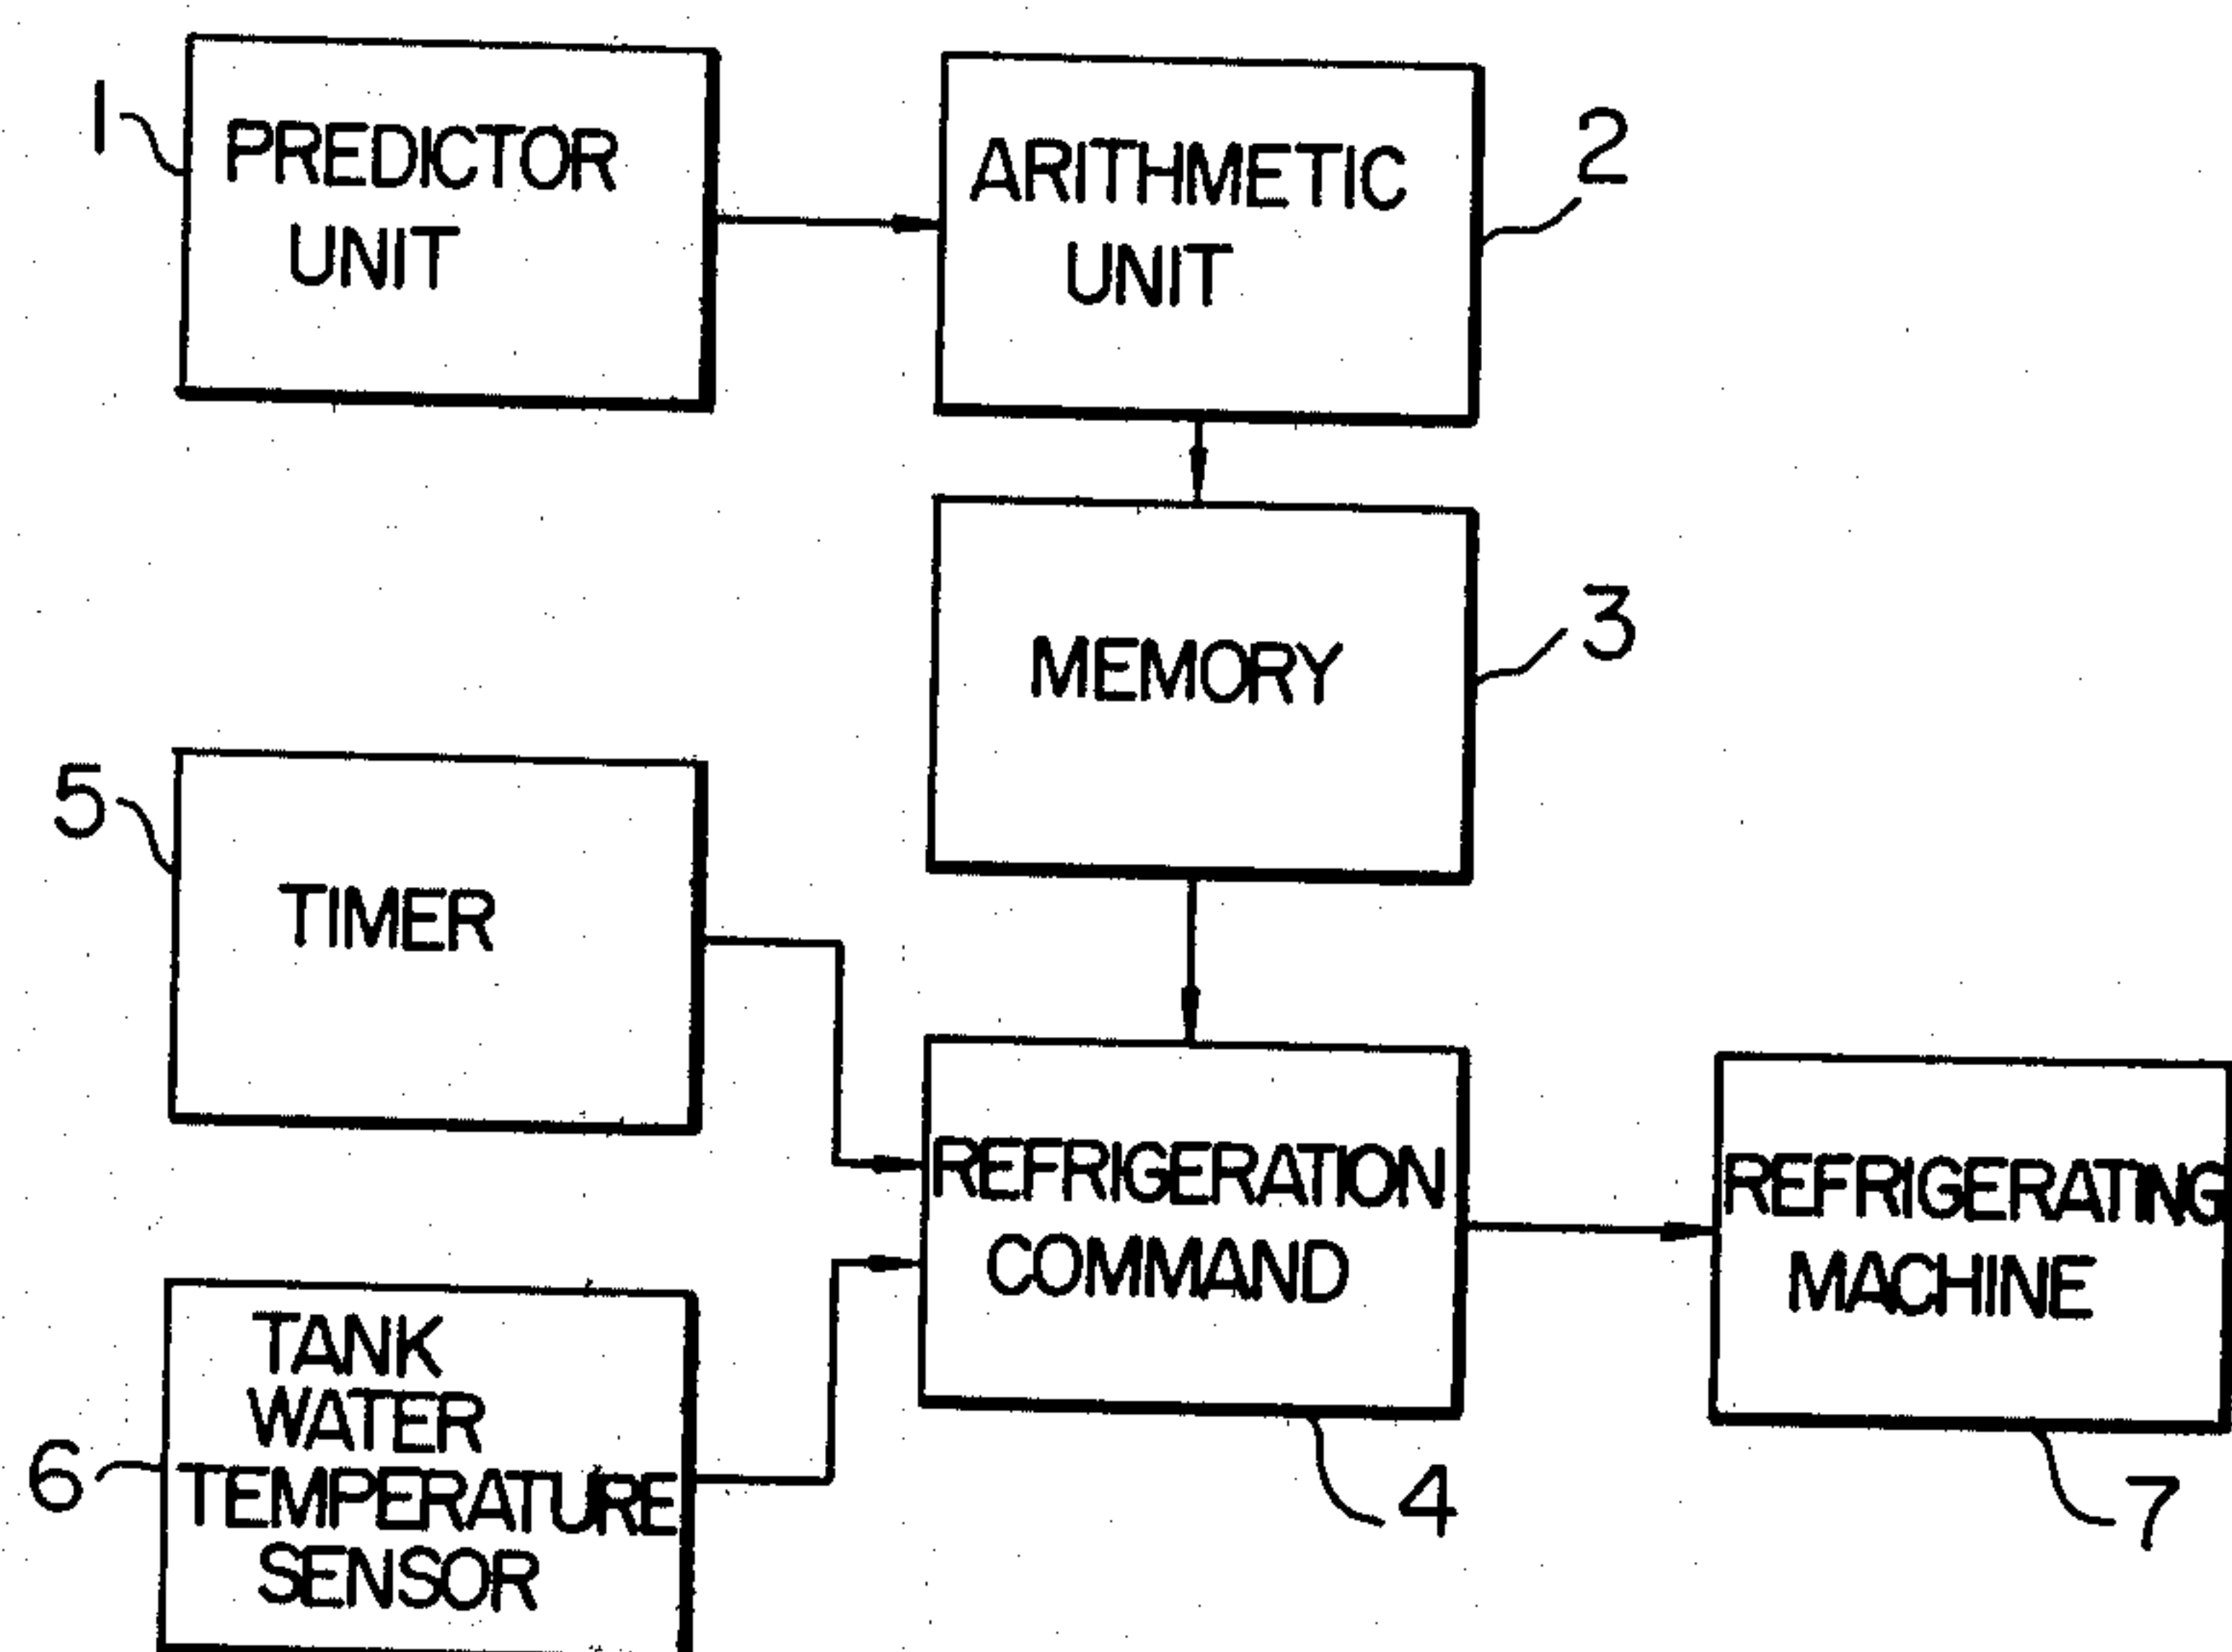 1
PREDICTOR
UNIT
ARITHMETIC
UNIT
2
MEMORY
3
5
TIMER
REFRIGERATION
COMMAND
4
REFRIGERATING
MACHINE
7
6
TANK
WATER
TEMPERATURE
SENSOR